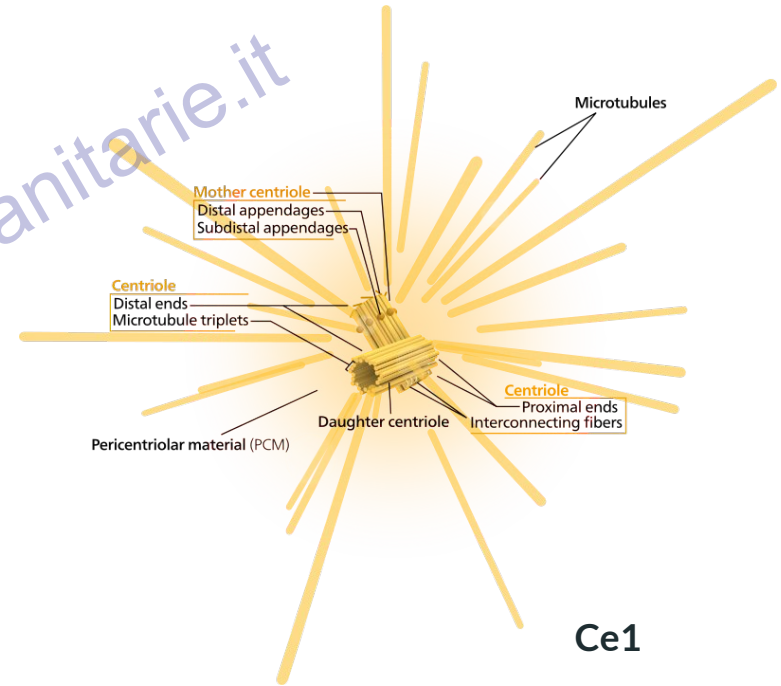 anitarie.it
Microtubules
Mother centriole
Distal appendages
Subdistal appendages
Centriole
Distal ends
Microtubule triplets
Centriole
Proximal ends
Interconnecting fibers
Daughter centriole
Pericentriolar material (PCM)
Ce1